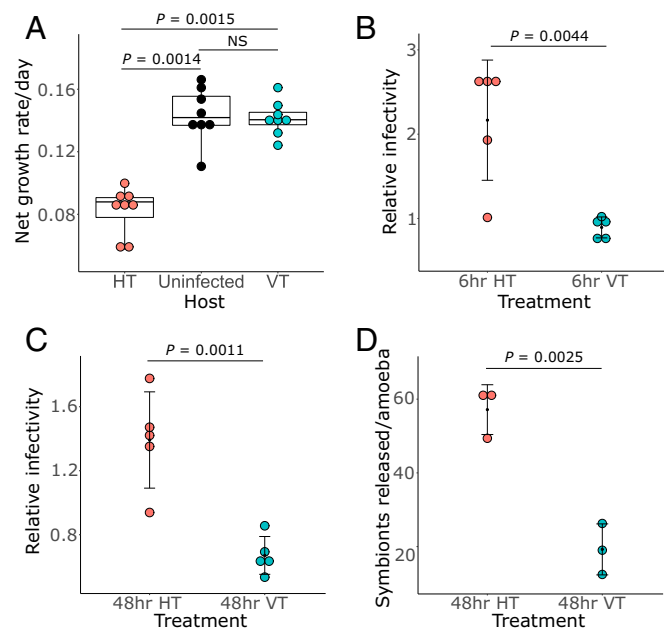 A
P = 0.0015
NS
P = 0.0014
Net growth rate/day
0.16
0.12
0.08
HT Uninfected VT
Host
B
P = 0.0044
Relative infectivity
3
2
1
6hr HT 6hr VT
Treatment
C
P = 0.0011
Relative infectivity
1.6
1.2
0.8
48hr HT 48hr VT
Treatment
D
P = 0.0025
Symbionts released/amoeba
60
40
20
48hr HT 48hr VT
Treatment